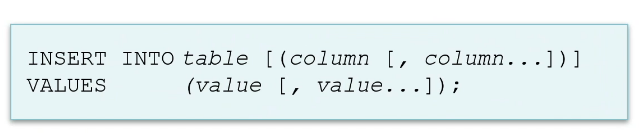 INSERT INTO table [(column [, column...])]
VALUES (value [, value...]);